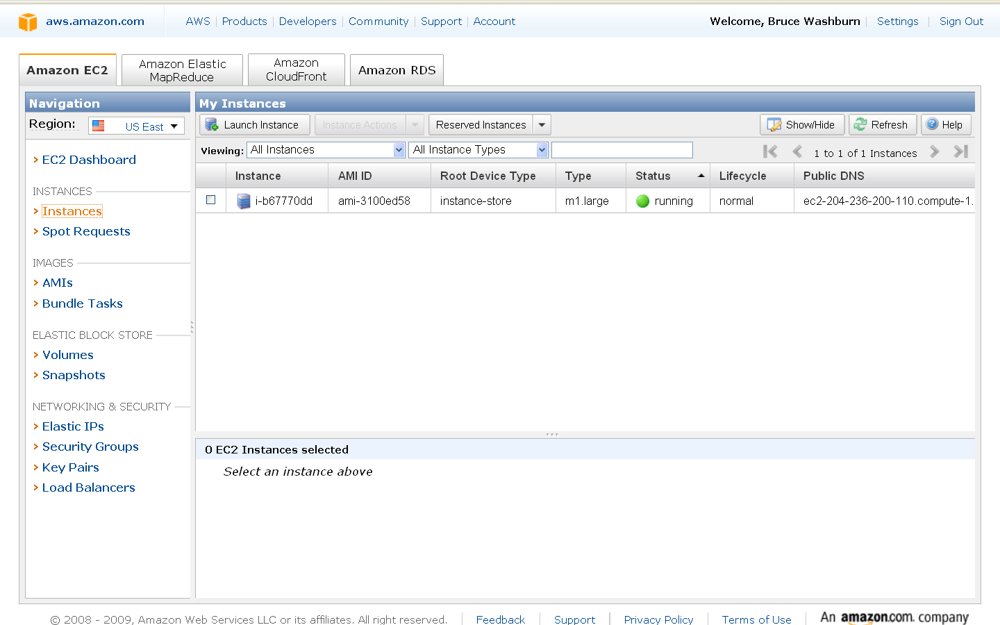 aws.amazon.com AWS Products Developers Community Support Account Welcome, Bruce Washburn Settings Sign Out
Amazon EC2
Amazon Elastic
MapReduce
Amazon
CloudFront
Amazon RDS
Navigation
Region: US East
> EC2 Dashboard
INSTANCES
> Instances
> Spot Requests
IMAGES
> AMIs
> Bundle Tasks
ELASTIC BLOCK STORE
> Volumes
> Snapshots
NETWORKING & SECURITY
> Elastic IPs
> Security Groups
> Key Pairs
> Load Balancers
My Instances
Launch Instance Instance Actions Reserved Instances Show/Hide Refresh Help
Viewing: All Instances All Instance Types 1 to 1 of 1 Instances
Instance AMI ID Root Device Type Type Status Lifecycle Public DNS
i-b67770dd ami-3100ed58 instance-store m1.large running normal ec2-204-236-200-110.compute-1.
0 EC2 Instances selected
Select an instance above
© 2008 - 2009, Amazon Web Services LLC or its affiliates. All right reserved. Feedback Support Privacy Policy Terms of Use An amazon.com. company